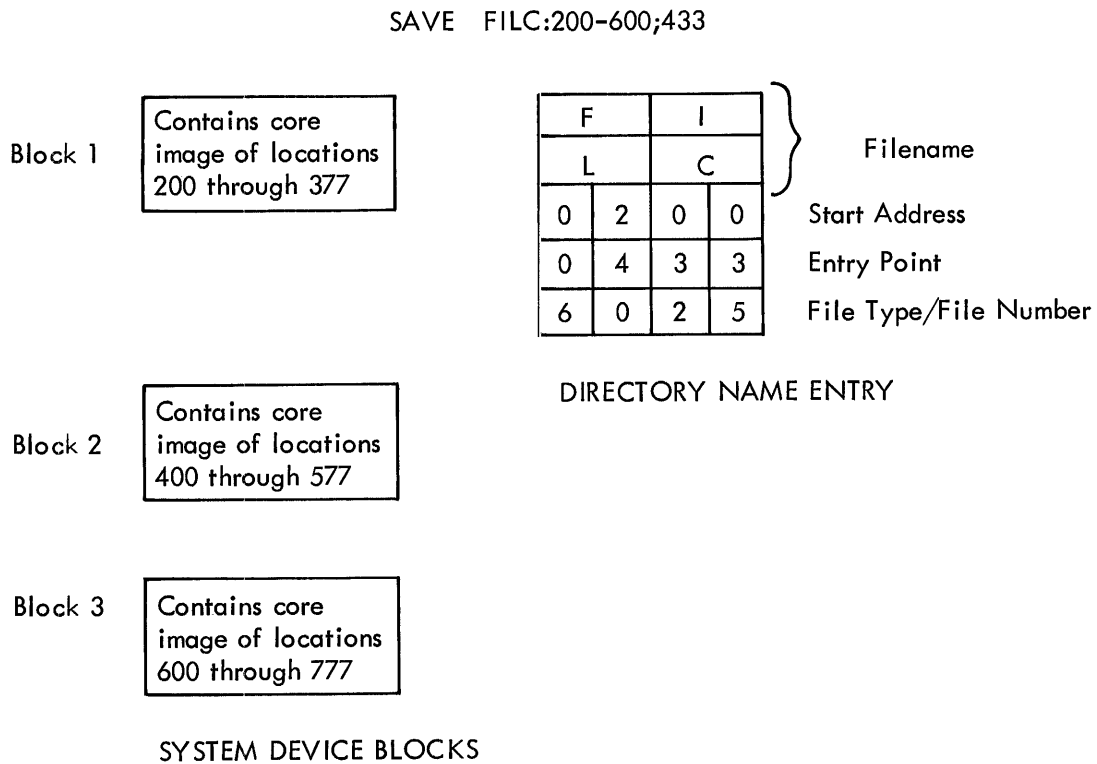 SAVE FILC:200-600;433
Block 1
Contains core
image of locations
200 through 377
F I
L C
Filename
0 2 0 0 Start Address
0 4 3 3 Entry Point
6 0 2 5 File Type/File Number
DIRECTORY NAME ENTRY
Block 2
Contains core
image of locations
400 through 577
Block 3
Contains core
image of locations
600 through 777
SYSTEM DEVICE BLOCKS